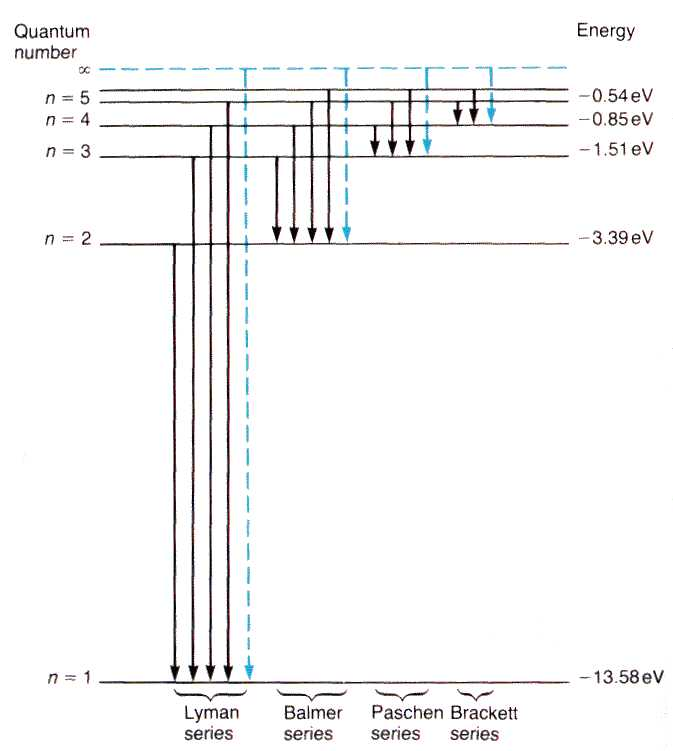 Quantum number
Energy
∞
n = 5
−0.54 eV
n = 4
−0.85 eV
n = 3
−1.51 eV
n = 2
−3.39 eV
n = 1
−13.58 eV
Lyman series
Balmer series
Paschen series
Brackett series